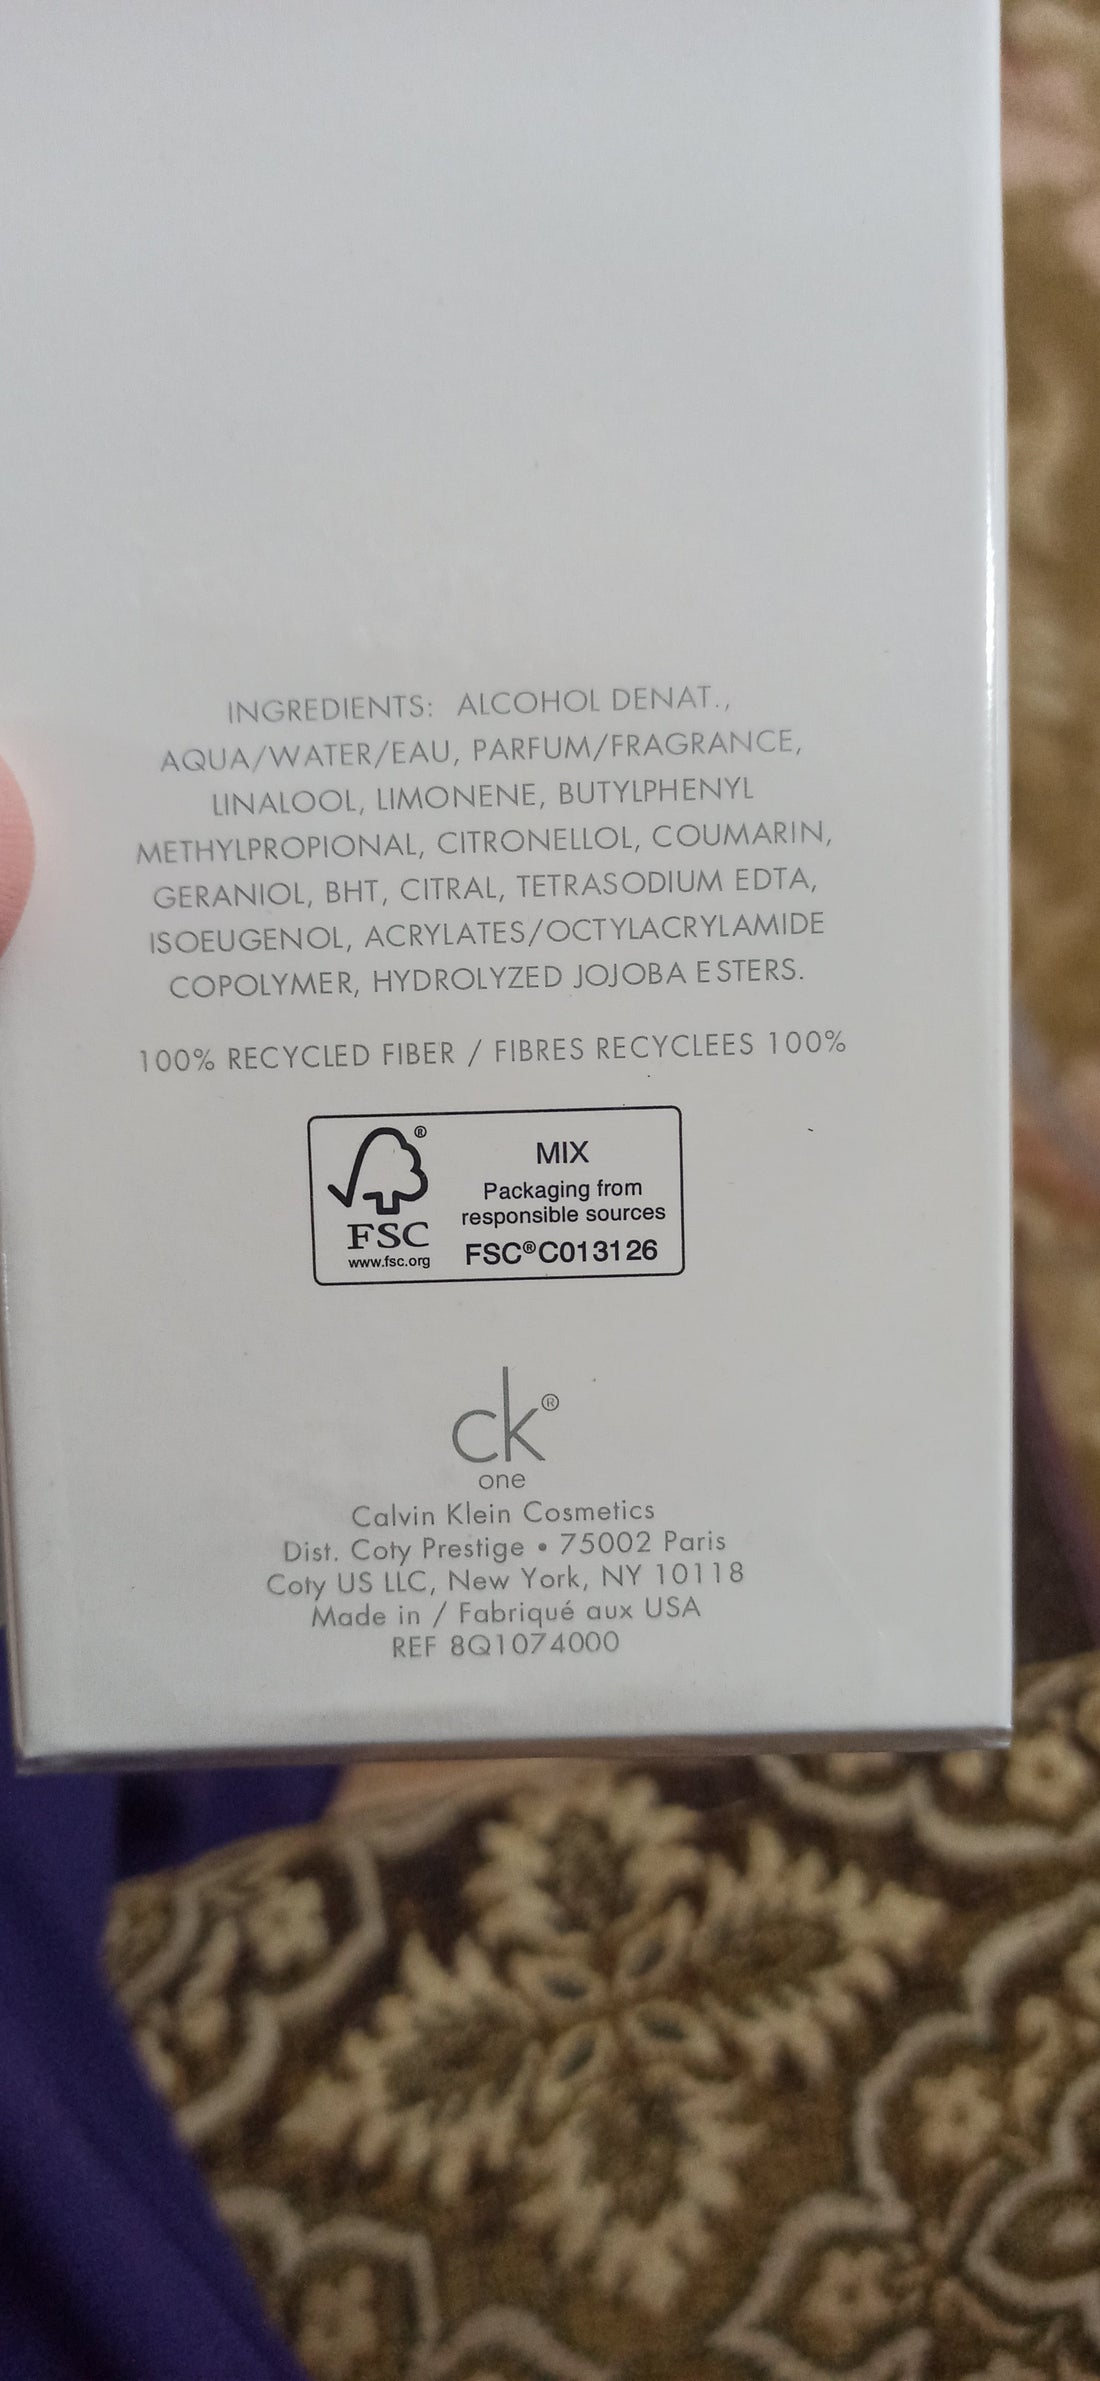 INGREDIENTS: ALCOHOL DENAT.,
AQUA/WATER/EAU, PARFUM/FRAGRANCE,
LINALOOL, LIMONENE, BUTYLPHENYL
METHYLPROPIONAL, CITRONELLOL, COUMARIN,
GERANIOL, BHT, CITRAL, TETRASODIUM EDTA,
ISOEUGENOL, ACRYLATES/OCTYLACRYLAMIDE
COPOLYMER, HYDROLYZED JOJOBA ESTERS.
100% RECYCLED FIBER / FIBRES RECYCLEES 100%
®
FSC
www.fsc.org
MIX
Packaging from
responsible sources
FSC® C013126
ck®
one
Calvin Klein Cosmetics
Dist. Coty Prestige • 75002 Paris
Coty US LLC, New York, NY 10118
Made in / Fabriqué aux USA
REF 8Q1074000